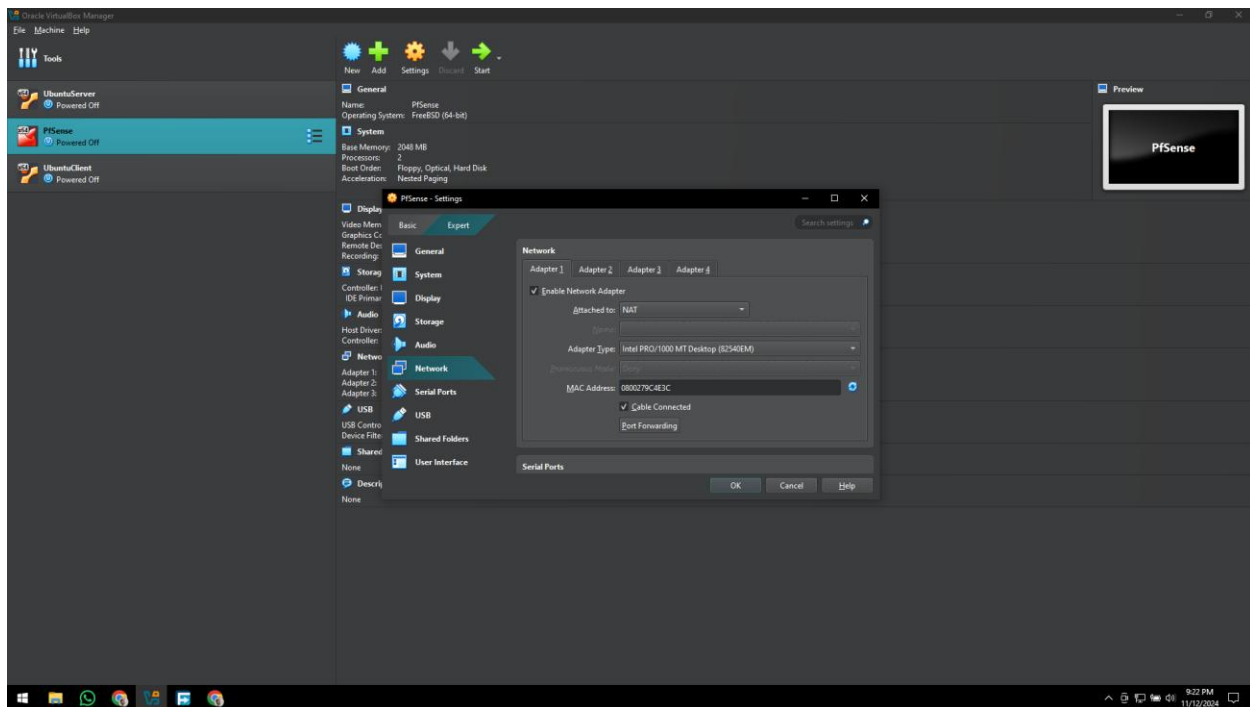 Oracle VirtualBox Manager
File Machine Help
Tools
New Add Settings Discard Start
UbuntuServer
Powered Off
PfSense
Powered Off
UbuntuClient
Powered Off
General
Name: PfSense
Operating System: FreeBSD (64-bit)
System
Base Memory: 2048 MB
Processors: 2
Boot Order: Floppy, Optical, Hard Disk
Acceleration: Nested Paging
Display
Video Mem
Graphics Cc
Remote De
Recording:
Storag
Controller: I
IDE Primar
Audio
Host Driver:
Controller:
Netwo
Adapter 1:
Adapter 2:
Adapter 3:
USB
USB Contro
Device Filte
Shared
None
Descrip
None
Preview
PfSense
PfSense - Settings
Basic Expert
Search settings
General
System
Display
Storage
Audio
Network
Serial Ports
USB
Shared Folders
User Interface
Network
Adapter 1 Adapter 2 Adapter 3 Adapter 4
Enable Network Adapter
Attached to: NAT
Name:
Adapter Type: Intel PRO/1000 MT Desktop (82540EM)
Promiscuous Mode: Deny
MAC Address: 0800279C4E3C
Cable Connected
Port Forwarding
Serial Ports
OK Cancel Help
9:22 PM
11/12/2024